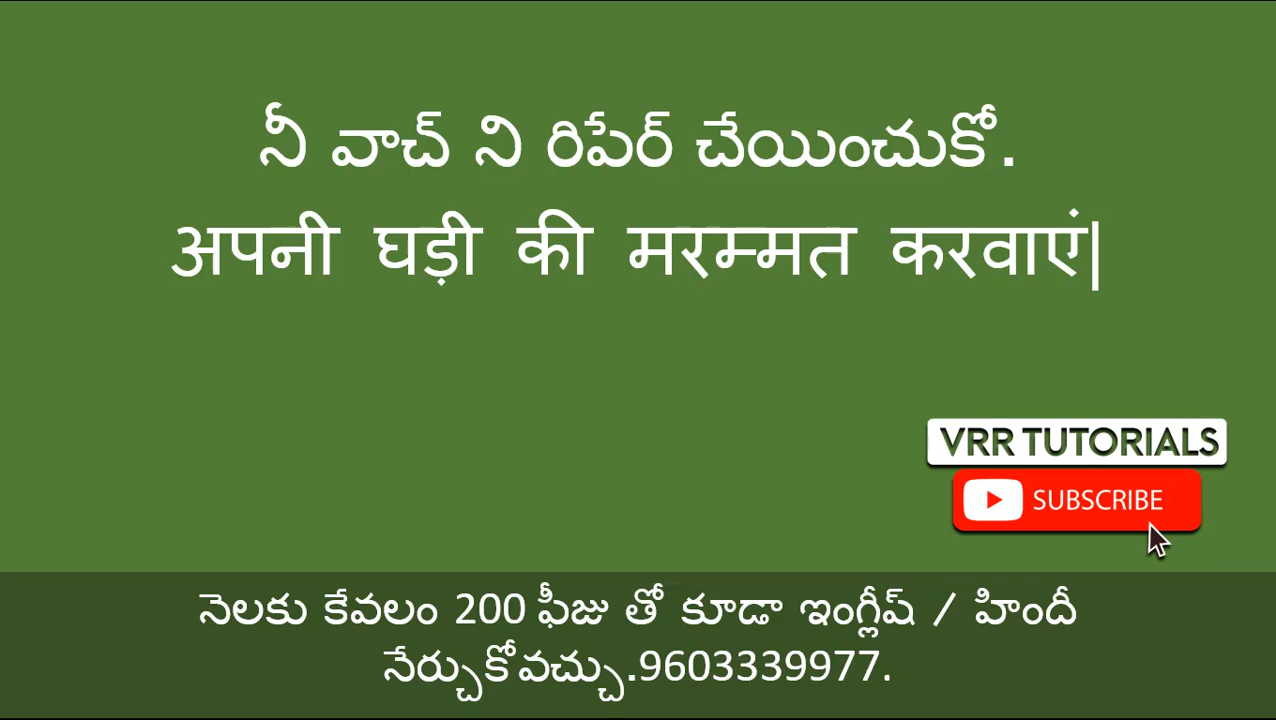 నీ వాచ్ ని రిపేర్ చేయించుకో.
अपनी घड़ी की मरम्मत करवाएं|
VRR TUTORIALS
SUBSCRIBE
నెలకు కేవలం 200 ఫీజు తో కూడా ఇంగ్లీష్ / హిందీ
నేర్చుకోవచ్చు.9603339977.